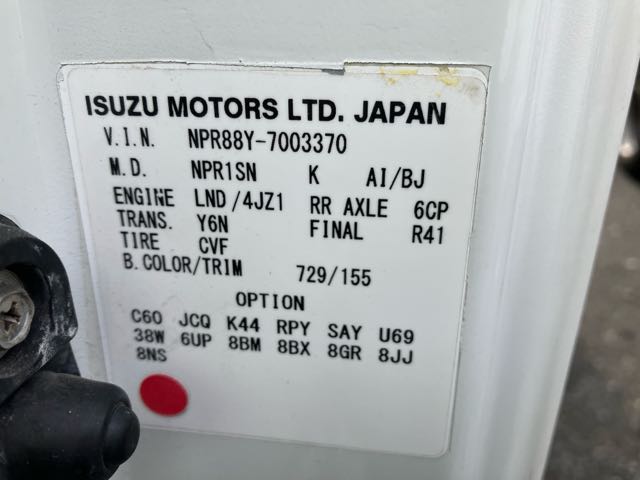 ISUZU MOTORS LTD. JAPAN
V.I.N. NPR88Y-7003370
M.D. NPR1SN K AI/BJ
ENGINE LND/4JZ1 RR AXLE 6CP
TRANS. Y6N FINAL R41
TIRE CVF
B.COLOR/TRIM 729/155
OPTION
C60 JCQ K44 RPY SAY U69
38W 6UP 8BM 8BX 8GR 8JJ
8NS